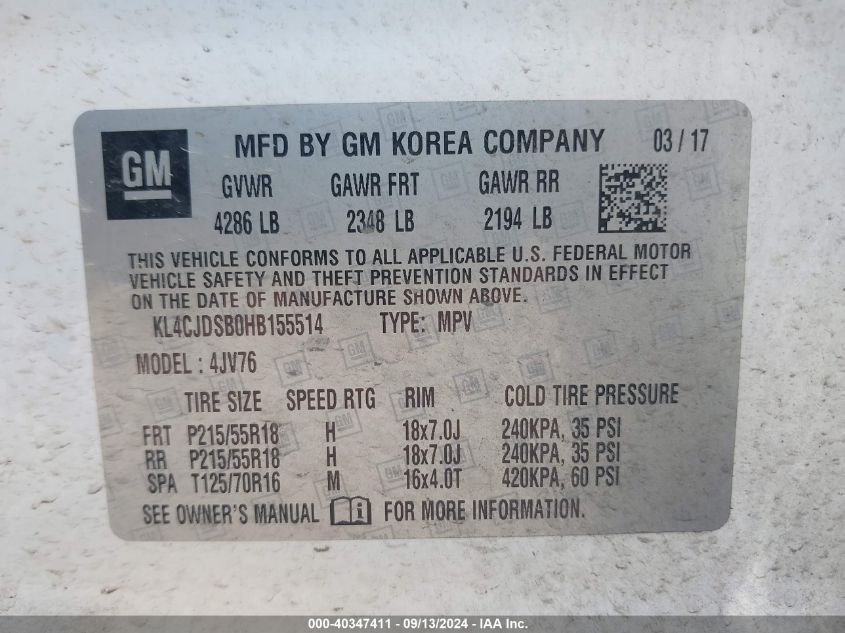 GM
MFD BY GM KOREA COMPANY 03 / 17
GVWR GAWR FRT GAWR RR
4286 LB 2348 LB 2194 LB
THIS VEHICLE CONFORMS TO ALL APPLICABLE U.S. FEDERAL MOTOR
VEHICLE SAFETY AND THEFT PREVENTION STANDARDS IN EFFECT
ON THE DATE OF MANUFACTURE SHOWN ABOVE.
KL4CJDSB0HB155514 TYPE: MPV
MODEL : 4JV76
TIRE SIZE SPEED RTG RIM COLD TIRE PRESSURE
FRT P215/55R18 H 18x7.0J 240KPA, 35 PSI
RR P215/55R18 H 18x7.0J 240KPA, 35 PSI
SPA T125/70R16 M 16x4.0T 420KPA, 60 PSI
SEE OWNER'S MANUAL i FOR MORE INFORMATION.
000-40347411 - 09/13/2024 - IAA Inc.